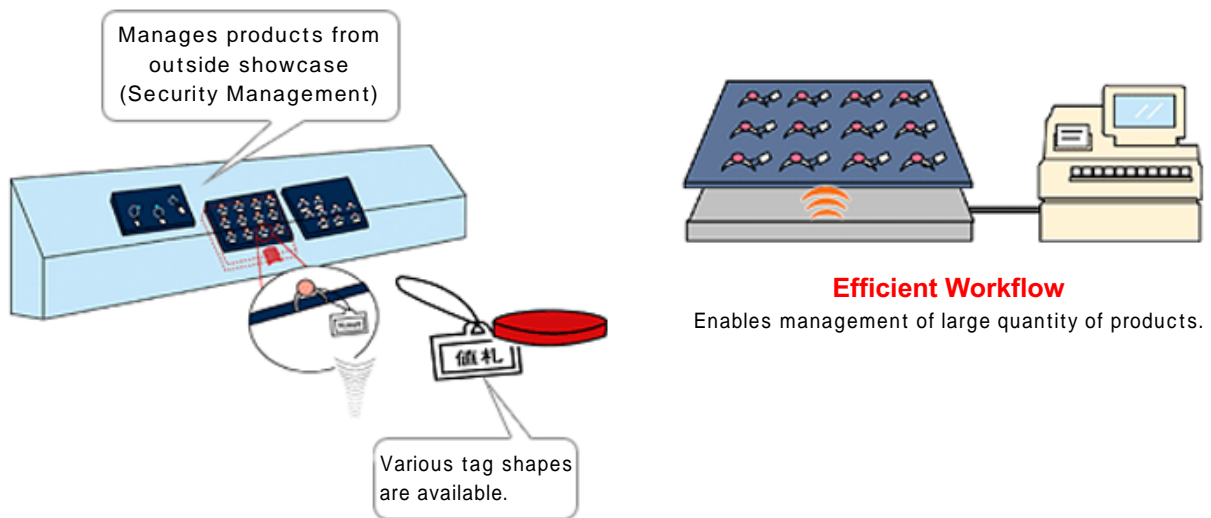 Manages products from
outside showcase
(Security Management)
値札
Various tag shapes
are available.
Efficient Workflow
Enables management of large quantity of products.